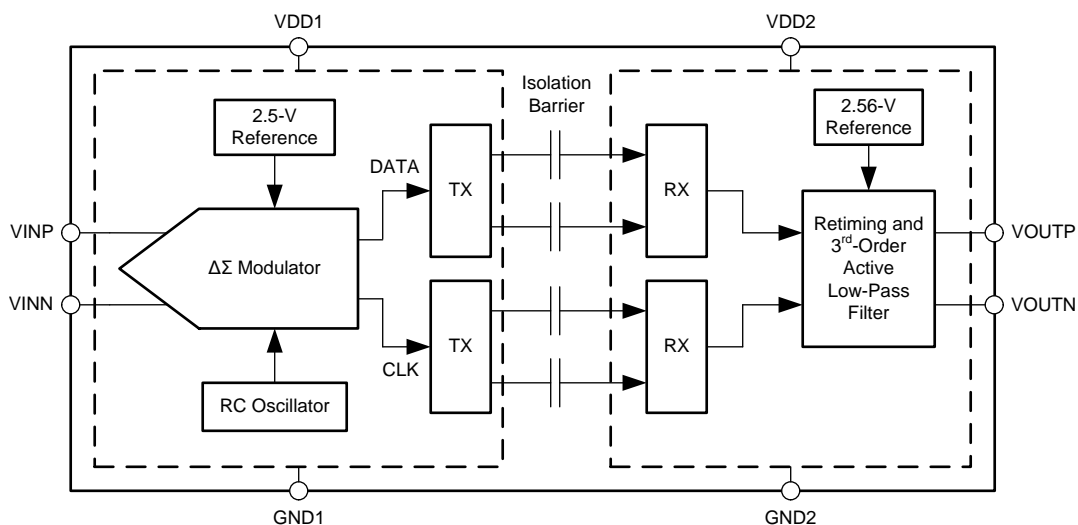 VDD1
VDD2
Isolation
Barrier
2.5-V
Reference
2.56-V
Reference
DATA
TX
RX
VINP
ΔΣ Modulator
Retiming and
3rd-Order
Active
Low-Pass
Filter
VOUTP
VINN
VOUTN
TX
RX
CLK
RC Oscillator
GND1
GND2